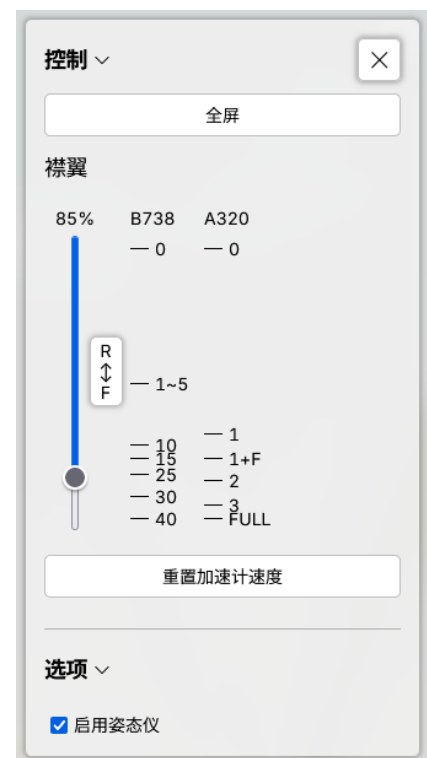 控制
全屏
襟翼
85% B738 A320
— 0 — 0
R
↕
F
— 1~5
— 1
— 10
— 15 — 1+F
— 25 — 2
— 30 — 3
— 40 — FULL
重置加速计速度
选项
启用姿态仪